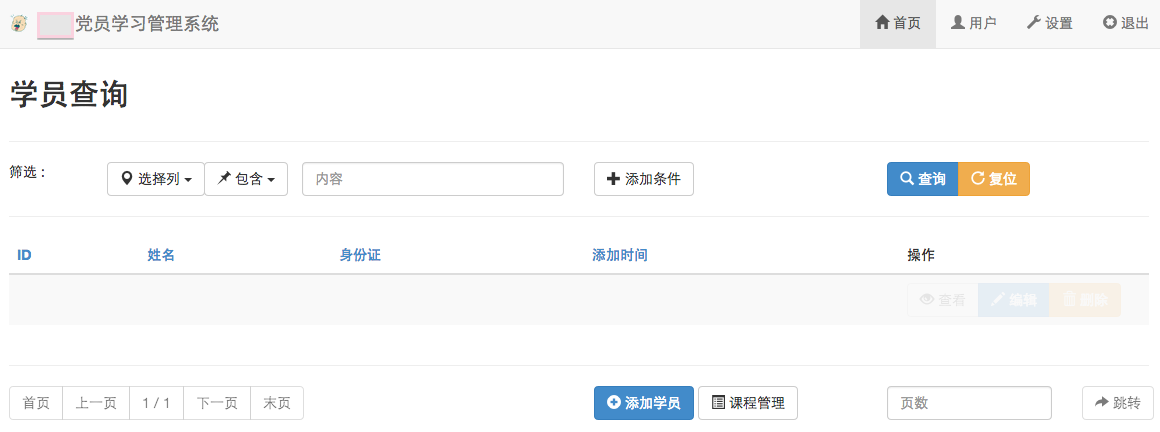 党员学习管理系统 首页 用户 设置 退出
学员查询
筛选： 选择列 包含 内容 添加条件 查询 复位
ID 姓名 身份证 添加时间 操作
查看 编辑 删除
首页 上一页 1 / 1 下一页 末页 添加学员 课程管理 页数 跳转